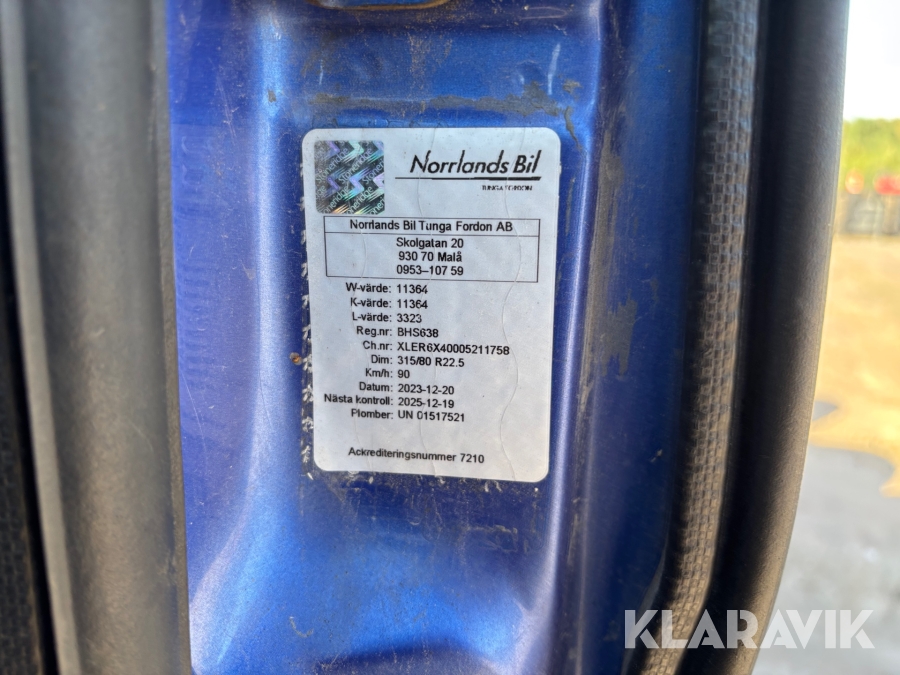 Norrlands Bil
TUNGA FORDON
Norrlands Bil Tunga Fordon AB
Skolgatan 20
930 70 Malå
0953–107 59
W-värde: 11364
K-värde: 11364
L-värde: 3323
Reg.nr: BHS638
Ch.nr: XLER6X40005211758
Dim: 315/80 R22.5
Km/h: 90
Datum: 2023-12-20
Nästa kontroll: 2025-12-19
Plomber: UN 01517521
Ackrediteringsnummer 7210
KLARAVIK